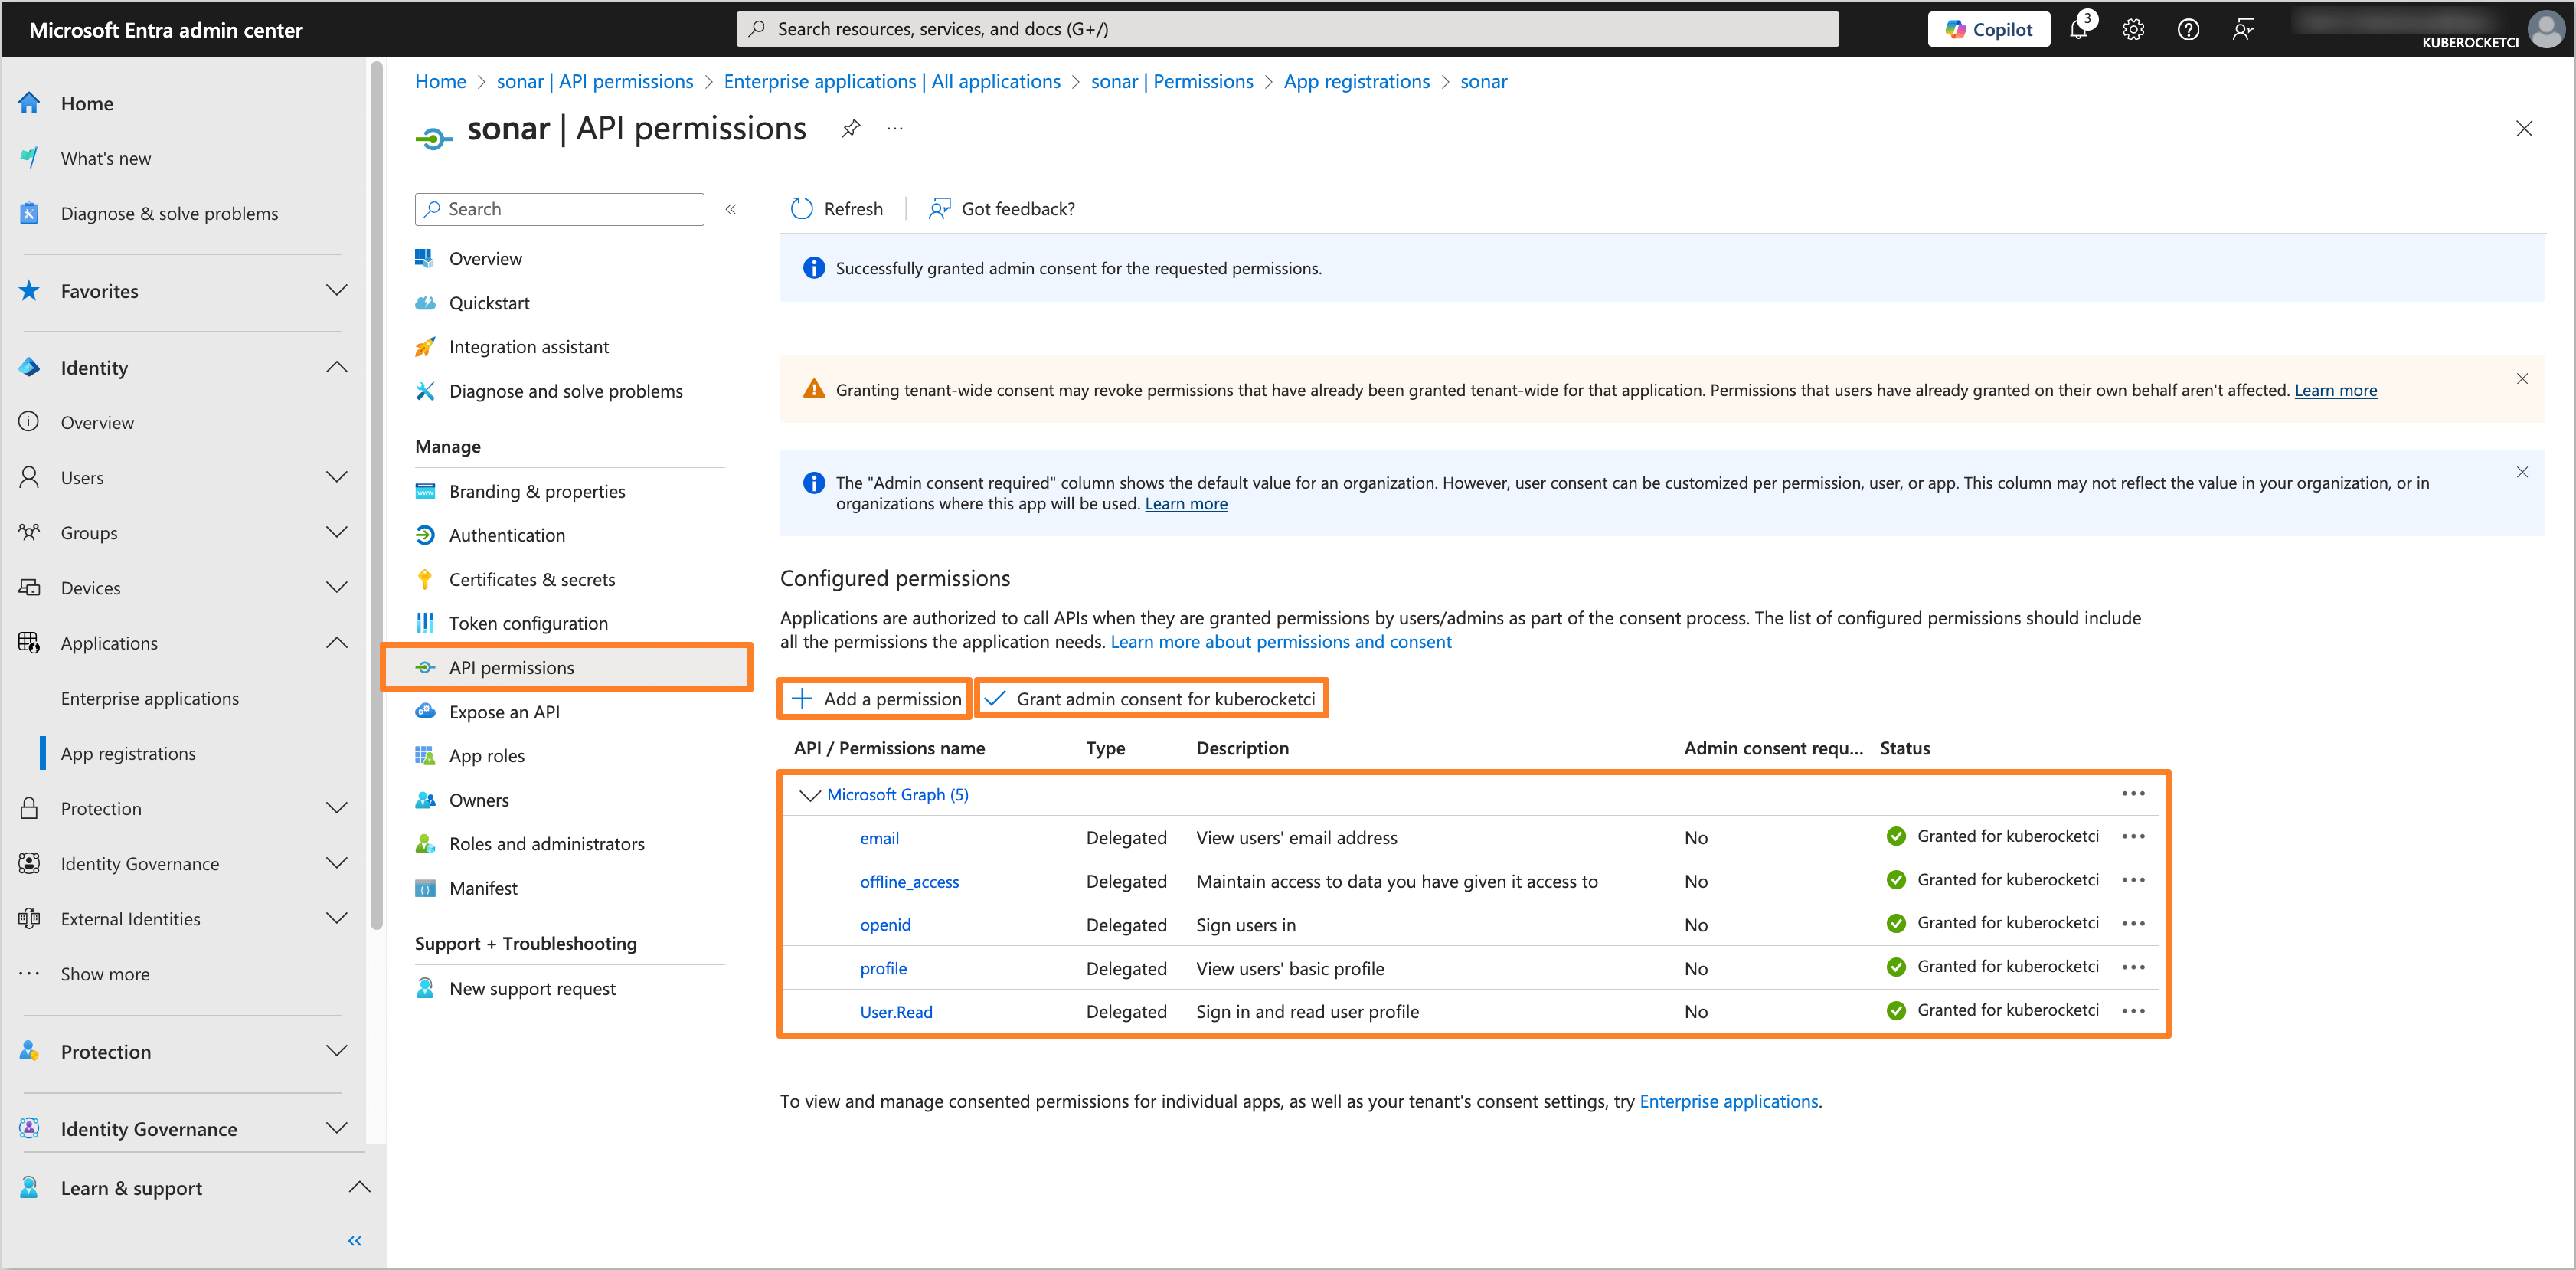 Microsoft Entra admin center
Search resources, services, and docs (G+/)
Copilot
3
KUBEROCKETCI
Home
What's new
Diagnose & solve problems
Favorites
Identity
Overview
Users
Groups
Devices
Applications
Enterprise applications
App registrations
Protection
Identity Governance
External Identities
Show more
Protection
Identity Governance
Learn & support
Home > sonar | API permissions > Enterprise applications | All applications > sonar | Permissions > App registrations > sonar
sonar | API permissions
Search
Overview
Quickstart
Integration assistant
Diagnose and solve problems
Manage
Branding & properties
Authentication
Certificates & secrets
Token configuration
API permissions
Expose an API
App roles
Owners
Roles and administrators
Manifest
Support + Troubleshooting
New support request
Refresh
Got feedback?
Successfully granted admin consent for the requested permissions.
Granting tenant-wide consent may revoke permissions that have already been granted tenant-wide for that application. Permissions that users have already granted on their own behalf aren't affected. Learn more
The "Admin consent required" column shows the default value for an organization. However, user consent can be customized per permission, user, or app. This column may not reflect the value in your organization, or in
organizations where this app will be used. Learn more
Configured permissions
Applications are authorized to call APIs when they are granted permissions by users/admins as part of the consent process. The list of configured permissions should include
all the permissions the application needs. Learn more about permissions and consent
Add a permission
Grant admin consent for kuberocketci
API / Permissions name Type Description Admin consent requ... Status
Microsoft Graph (5)
email Delegated View users' email address No Granted for kuberocketci
offline_access Delegated Maintain access to data you have given it access to No Granted for kuberocketci
openid Delegated Sign users in No Granted for kuberocketci
profile Delegated View users' basic profile No Granted for kuberocketci
User.Read Delegated Sign in and read user profile No Granted for kuberocketci
To view and manage consented permissions for individual apps, as well as your tenant's consent settings, try Enterprise applications.